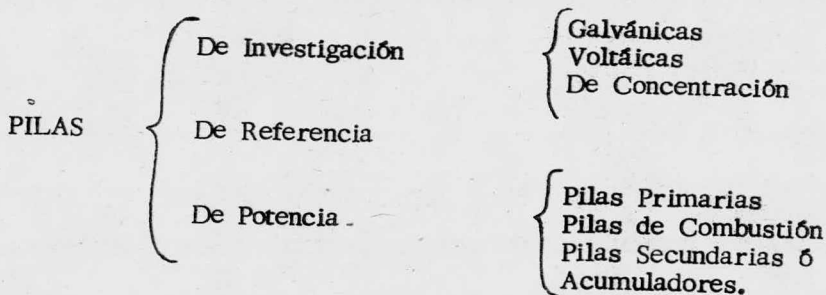 Galvánicas
De Investigación
Voltáicas
De Concentración
PILAS
De Referencia
Pilas Primarias
De Potencia
Pilas de Combustión
Pilas Secundarias ó
Acumuladores.